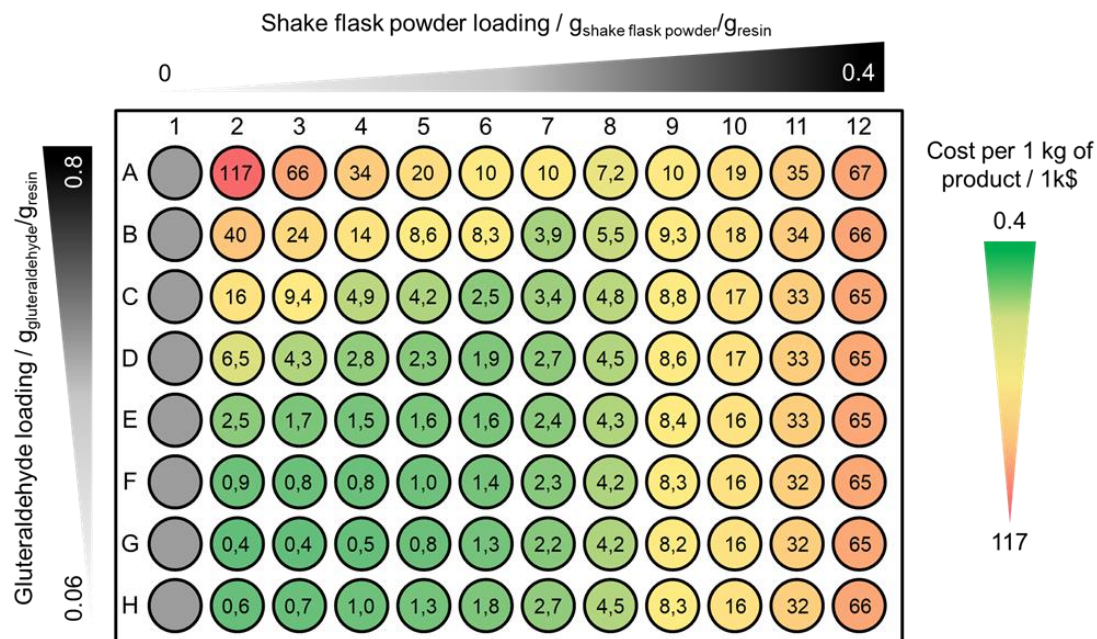 Shake flask powder loading / gshake flask powder/gresin
0
0.4
1 2 3 4 5 6 7 8 9 10 11 12
Gluteraldehyde loading / ggluteraldehyde/gresin
0.8
0.06
A 117 66 34 20 10 10 7,2 10 19 35 67
B 40 24 14 8,6 8,3 3,9 5,5 9,3 18 34 66
C 16 9,4 4,9 4,2 2,5 3,4 4,8 8,8 17 33 65
D 6,5 4,3 2,8 2,3 1,9 2,7 4,5 8,6 17 33 65
E 2,5 1,7 1,5 1,6 1,6 2,4 4,3 8,4 16 33 65
F 0,9 0,8 0,8 1,0 1,4 2,3 4,2 8,3 16 32 65
G 0,4 0,4 0,5 0,8 1,3 2,2 4,2 8,2 16 32 65
H 0,6 0,7 1,0 1,3 1,8 2,7 4,5 8,3 16 32 66
Cost per 1 kg of
product / 1k$
0.4
117